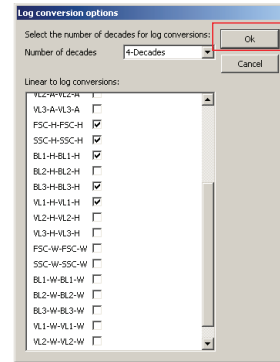 Log conversion options
Select the number of decades for log conversions:
Ok
Number of decades 4-Decades
Cancel
Linear to log conversions:
VL2-A-VL2-A
VL3-A-VL3-A
FSC-H-FSC-H
SSC-H-SSC-H
BL1-H-BL1-H
BL2-H-BL2-H
BL3-H-BL3-H
VL1-H-VL1-H
VL2-H-VL2-H
VL3-H-VL3-H
FSC-W-FSC-W
SSC-W-SSC-W
BL1-W-BL1-W
BL2-W-BL2-W
BL3-W-BL3-W
VL1-W-VL1-W
VL2-W-VL2-W